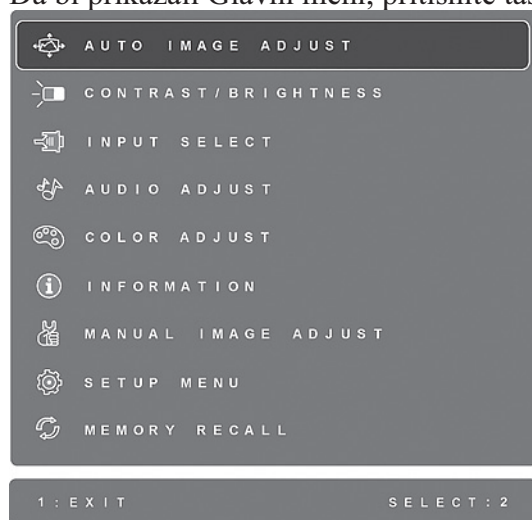 Da bi prikazali Glavni meni, pritisnite tas
AUTO IMAGE ADJUST
CONTRAST/BRIGHTNESS
INPUT SELECT
AUDIO ADJUST
COLOR ADJUST
INFORMATION
MANUAL IMAGE ADJUST
SETUP MENU
MEMORY RECALL
1:EXIT SELECT:2